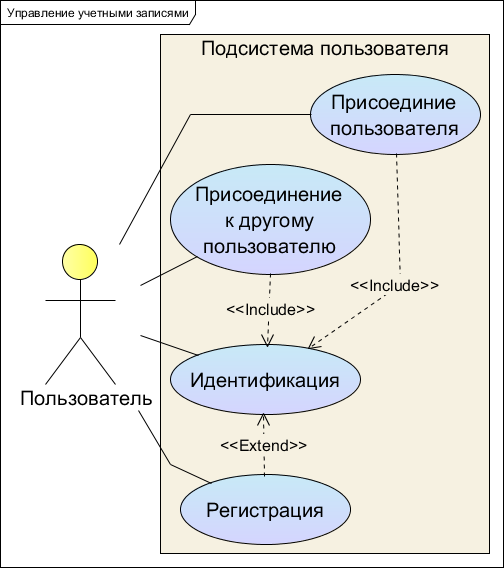 Управление учетными записями
Подсистема пользователя
Присоединие
пользователя
Присоединение
к другому
пользователю
<<Include>>
<<Include>>
Идентификация
Пользователь
<<Extend>>
Регистрация